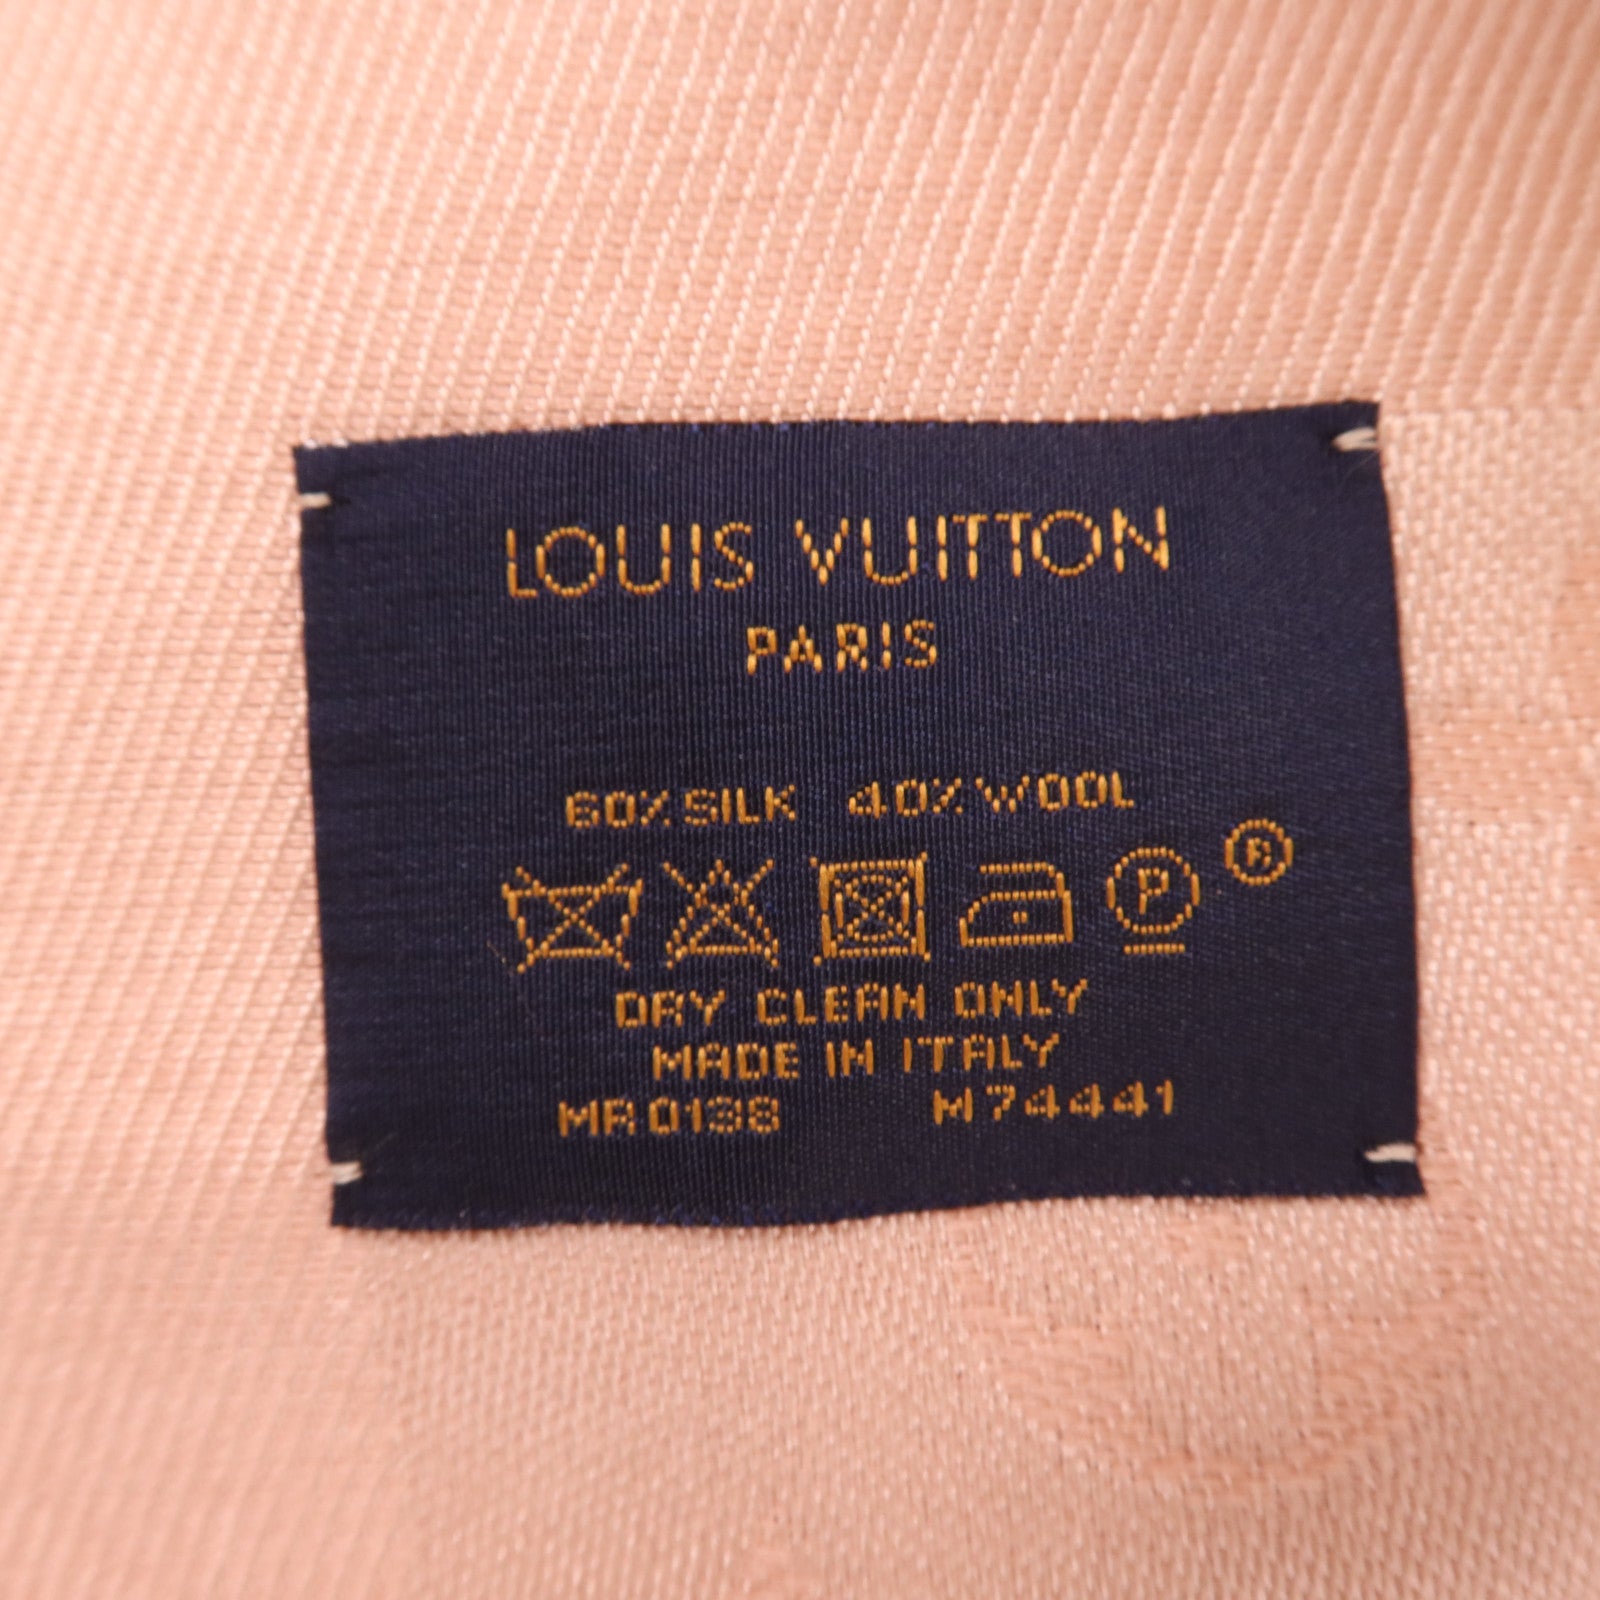 LOUIS VUITTON
PARIS
60% SILK 40% WOOL
P ®
DRY CLEAN ONLY
MADE IN ITALY
MR0138 M74441